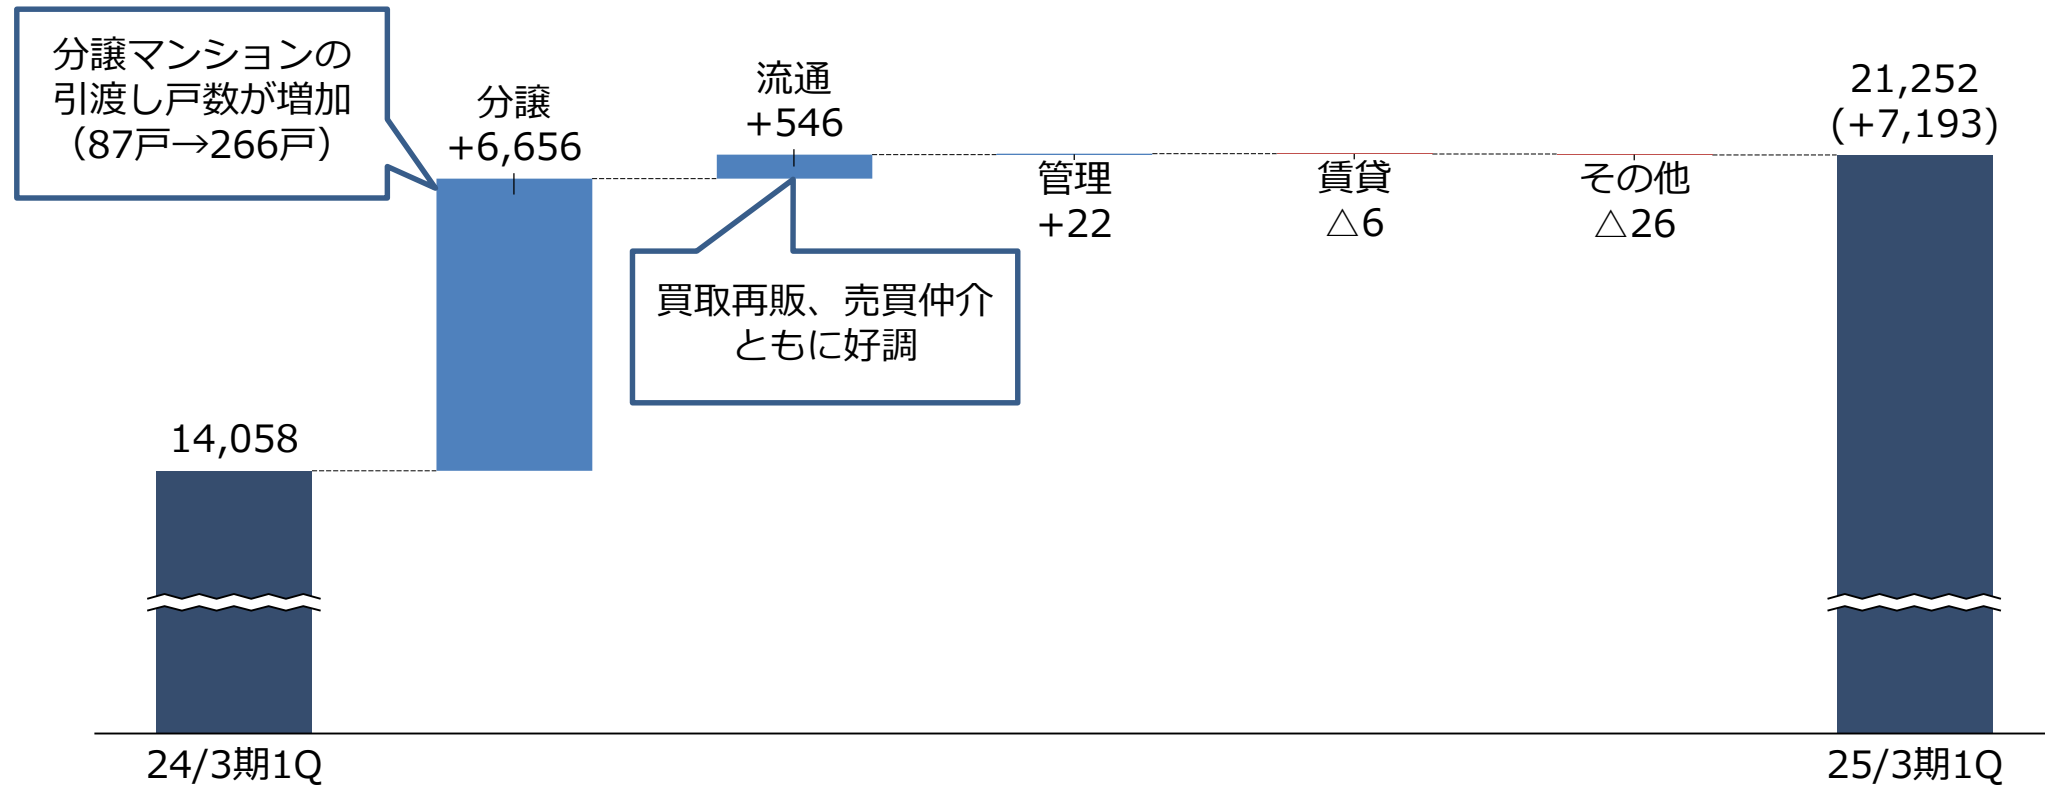 分譲マンションの
引渡し戸数が増加
（87戸→266戸）
分譲
+6,656
流通
+546
管理
+22
賃貸
△6
その他
△26
21,252
(+7,193)
買取再販、売買仲介
ともに好調
14,058
24/3期1Q
25/3期1Q